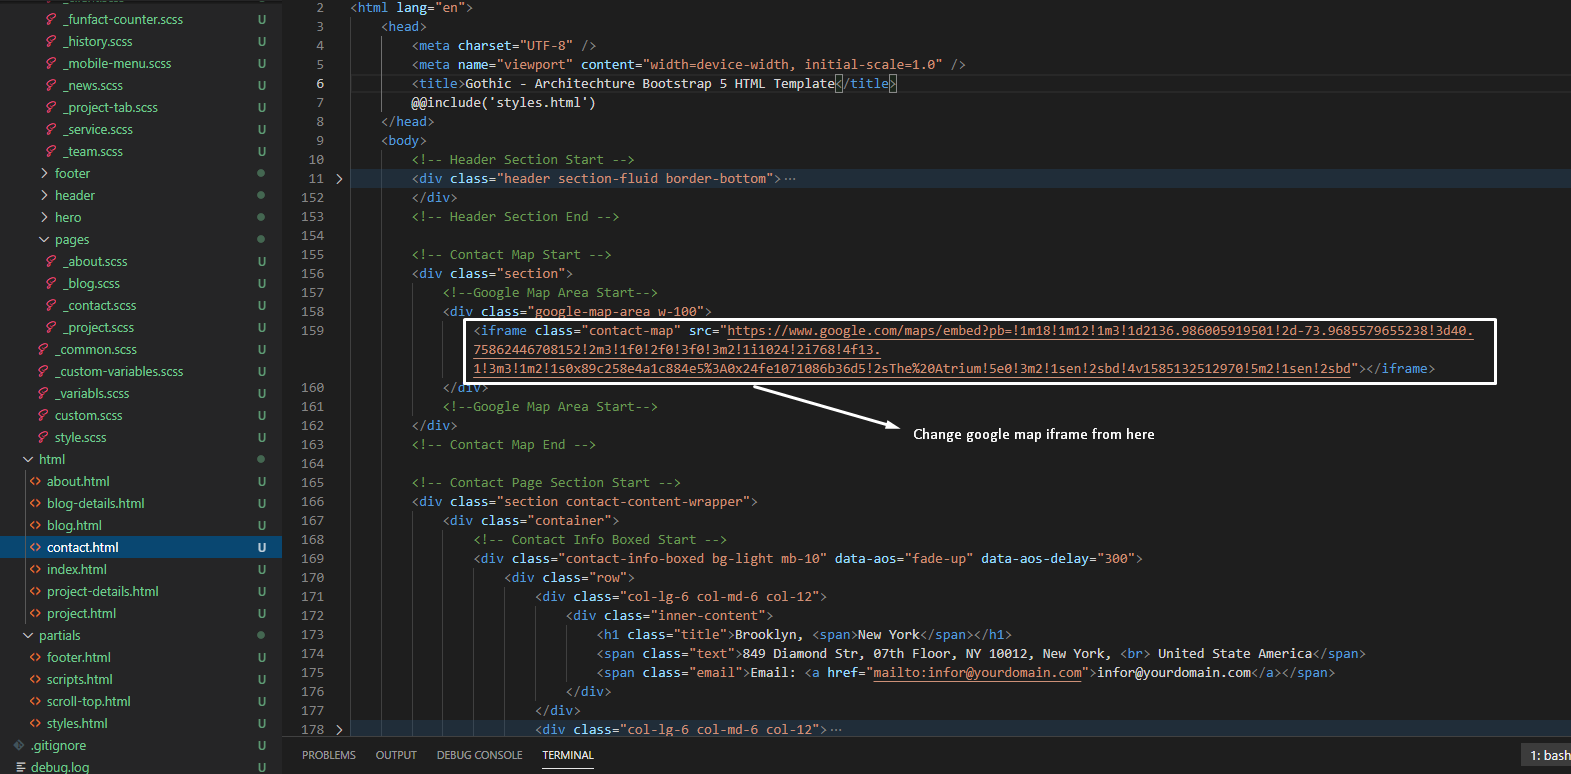 _funfact-counter.scss U
_history.scss U
_mobile-menu.scss U
_news.scss U
_project-tab.scss U
_service.scss U
_team.scss U
footer
header
hero
pages
_about.scss U
_blog.scss U
_contact.scss U
_project.scss U
_common.scss U
_custom-variables.scss U
_variabls.scss U
custom.scss U
style.scss U
html
about.html U
blog-details.html U
blog.html U
contact.html U
index.html U
project-details.html U
project.html U
partials
footer.html U
scripts.html U
scroll-top.html U
styles.html U
.gitignore U
debug.log U
2 <html lang="en">
3 <head>
4 <meta charset="UTF-8" />
5 <meta name="viewport" content="width=device-width, initial-scale=1.0" />
6 <title>Gothic - Architechture Bootstrap 5 HTML Template</title>
7 @@include('styles.html')
8 </head>
9 <body>
10 <!-- Header Section Start -->
11 <div class="header section-fluid border-bottom">…
152 </div>
153 <!-- Header Section End -->
154
155 <!-- Contact Map Start -->
156 <div class="section">
157 <!--Google Map Area Start-->
158 <div class="google-map-area w-100">
159 <iframe class="contact-map" src="https://www.google.com/maps/embed?pb=!1m18!1m12!1m3!1d2136.986005919501!2d-73.9685579655238!3d40.
75862446708152!2m3!1f0!2f0!3f0!3m2!1i1024!2i768!4f13.
1!3m3!1m2!1s0x89c258e4a1c884e5%3A0x24fe1071086b36d5!2sThe%20Atrium!5e0!3m2!1sen!2sbd!4v1585132512970!5m2!1sen!2sbd"></iframe>
160 </div>
161 <!--Google Map Area Start-->
162 </div>
163 <!-- Contact Map End -->
Change google map iframe from here
164
165 <!-- Contact Page Section Start -->
166 <div class="section contact-content-wrapper">
167 <div class="container">
168 <!-- Contact Info Boxed Start -->
169 <div class="contact-info-boxed bg-light mb-10" data-aos="fade-up" data-aos-delay="300">
170 <div class="row">
171 <div class="col-lg-6 col-md-6 col-12">
172 <div class="inner-content">
173 <h1 class="title">Brooklyn, <span>New York</span></h1>
174 <span class="text">849 Diamond Str, 07th Floor, NY 10012, New York, <br> United State America</span>
175 <span class="email">Email: <a href="mailto:infor@yourdomain.com">infor@yourdomain.com</a></span>
176 </div>
177 </div>
178 <div class="col-lg-6 col-md-6 col-12">…
PROBLEMS OUTPUT DEBUG CONSOLE TERMINAL
1: bash